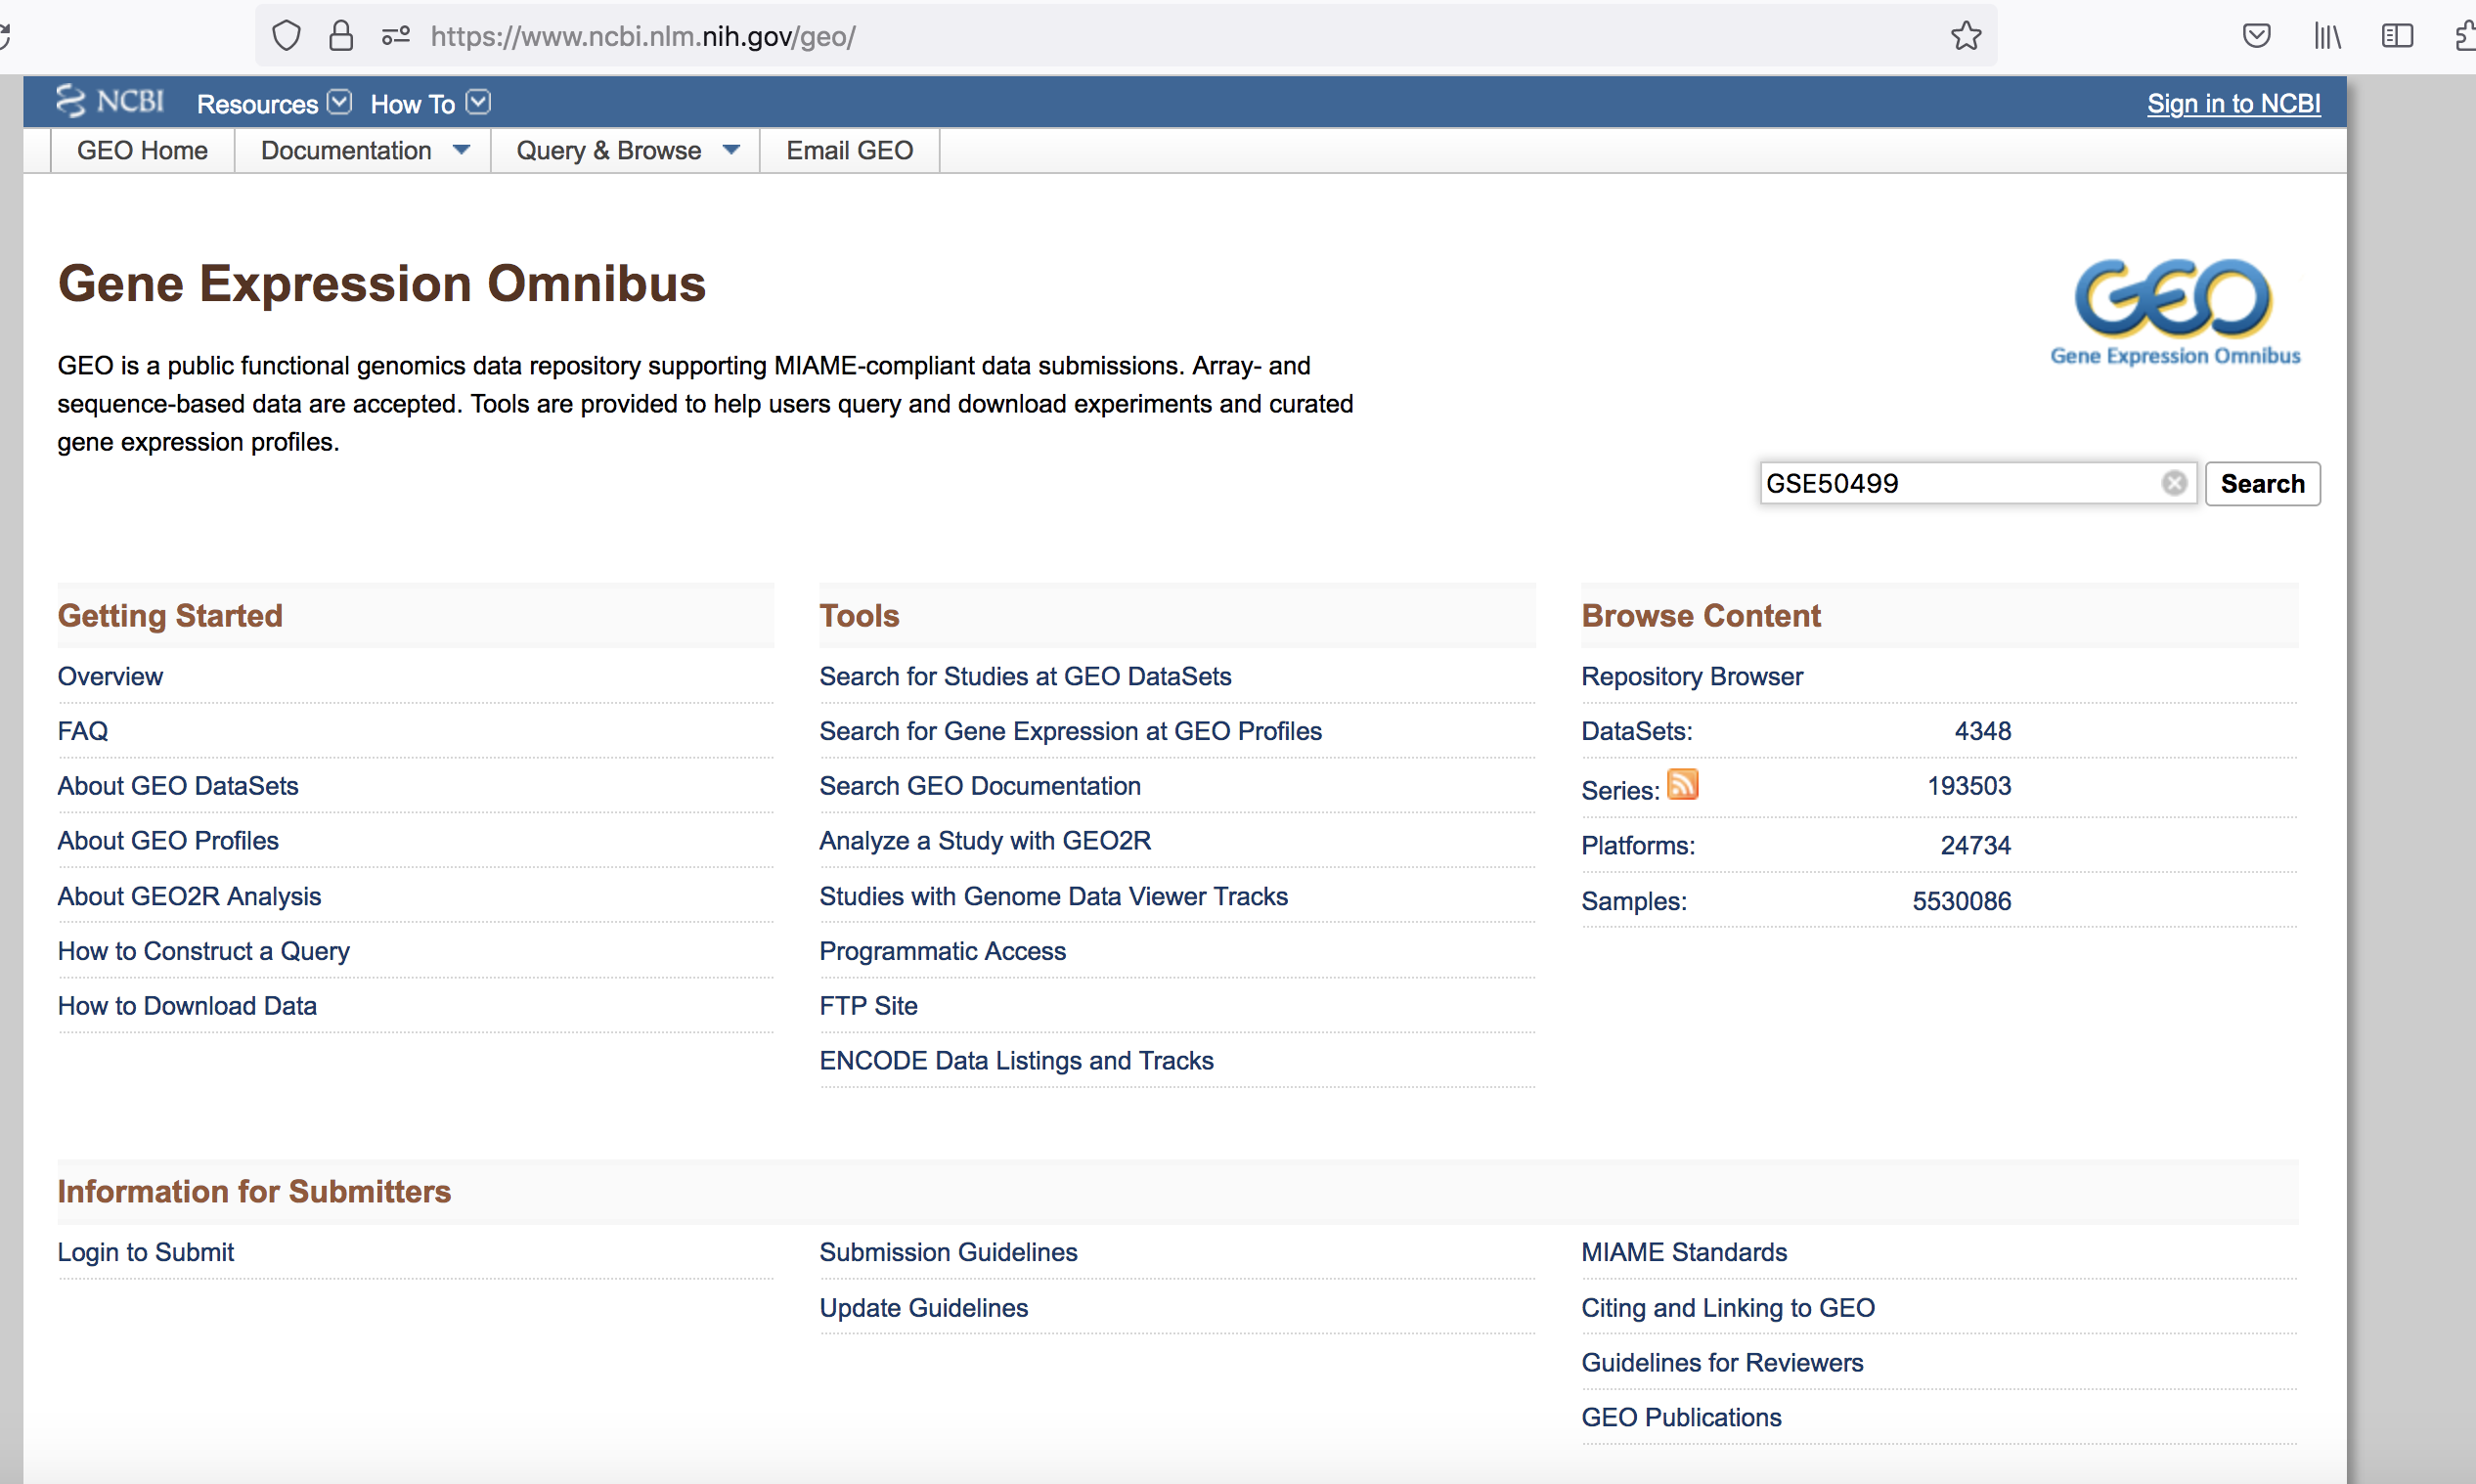 https://www.ncbi.nlm.nih.gov/geo/
NCBI Resources How To Sign in to NCBI
GEO Home Documentation Query & Browse Email GEO
Gene Expression Omnibus
GEO
Gene Expression Omnibus
GEO is a public functional genomics data repository supporting MIAME-compliant data submissions. Array- and
sequence-based data are accepted. Tools are provided to help users query and download experiments and curated
gene expression profiles.
GSE50499 Search
Getting Started
Overview
FAQ
About GEO DataSets
About GEO Profiles
About GEO2R Analysis
How to Construct a Query
How to Download Data
Tools
Search for Studies at GEO DataSets
Search for Gene Expression at GEO Profiles
Search GEO Documentation
Analyze a Study with GEO2R
Studies with Genome Data Viewer Tracks
Programmatic Access
FTP Site
ENCODE Data Listings and Tracks
Browse Content
Repository Browser
DataSets: 4348
Series: 193503
Platforms: 24734
Samples: 5530086
Information for Submitters
Login to Submit
Submission Guidelines
Update Guidelines
MIAME Standards
Citing and Linking to GEO
Guidelines for Reviewers
GEO Publications